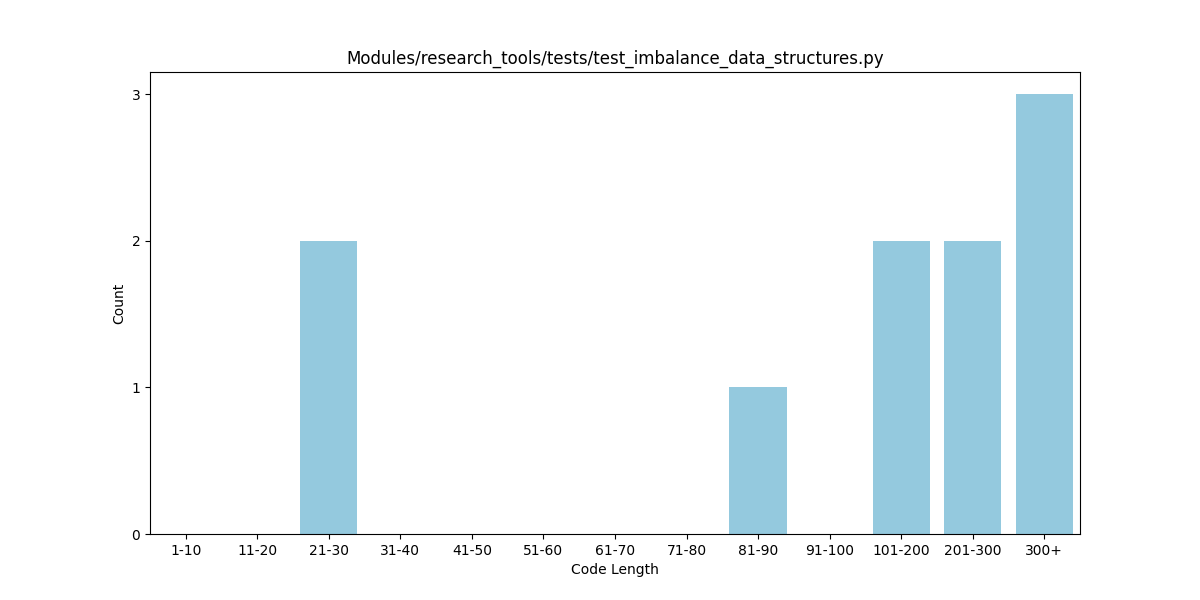 Modules/research_tools/tests/test_imbalance_data_structures.py
3
2
1
0
Count
1-10 11-20 21-30 31-40 41-50 51-60 61-70 71-80 81-90 91-100 101-200 201-300 300+
Code Length